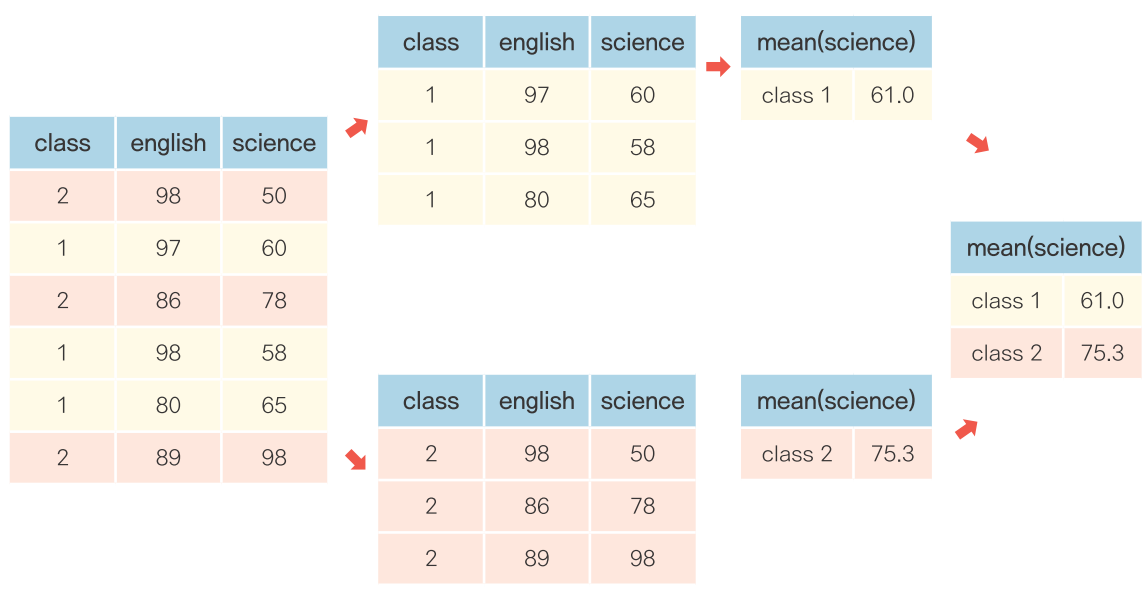 class english science
2 98 50
1 97 60
2 86 78
1 98 58
1 80 65
2 89 98
class english science
1 97 60
1 98 58
1 80 65
mean(science)
class 1 61.0
class english science
2 98 50
2 86 78
2 89 98
mean(science)
class 2 75.3
mean(science)
class 1 61.0
class 2 75.3